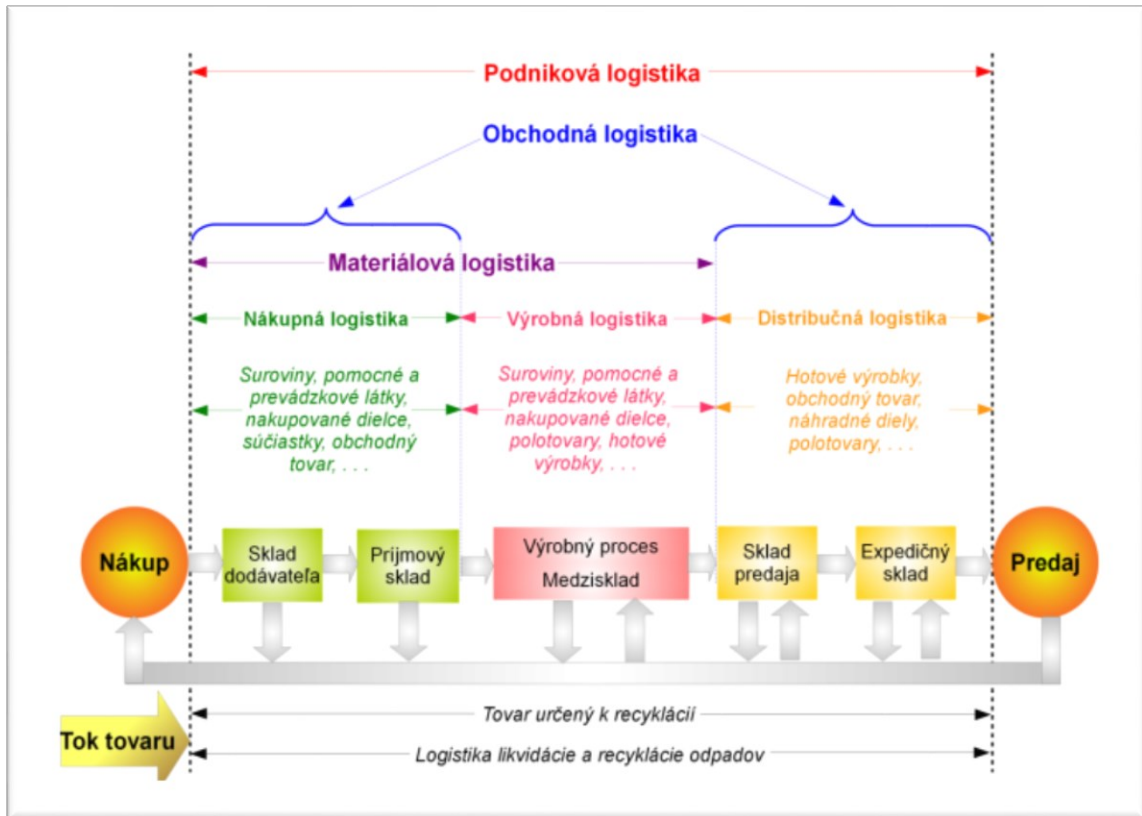 Podniková logistika
Obchodná logistika
Materiálová logistika
Nákupná logistika
Výrobná logistika
Distribučná logistika
Suroviny, pomocné a
prevádzkové látky,
nakupované dielce,
súčiastky, obchodný
tovar, . . .
Suroviny, pomocné a
prevádzkové látky,
nakupované dielce,
polotovary, hotové
výrobky, . . .
Hotové výrobky,
obchodný tovar,
náhradné diely,
polotovary, . . .
Nákup
Sklad
dodávateľa
Príjmový
sklad
Výrobný proces
Medzisklad
Sklad
predaja
Expedičný
sklad
Predaj
Tovar určený k recyklácií
Tok tovaru
Logistika likvidácie a recyklácie odpadov